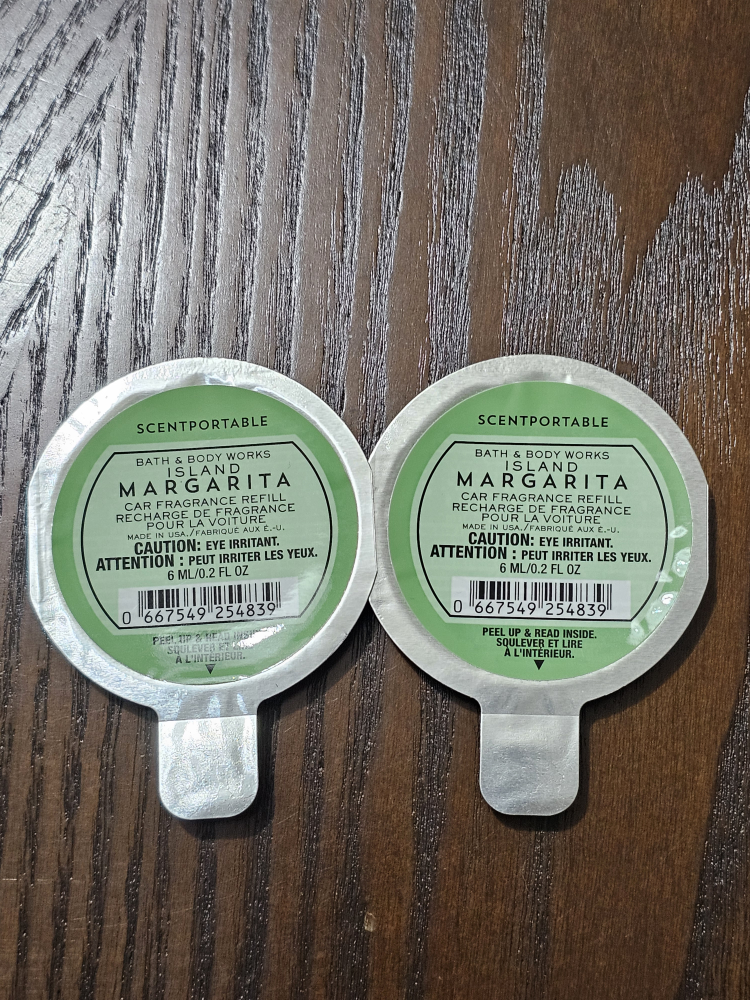 SCENTPORTABLE
BATH & BODY WORKS
ISLAND
MARGARITA
CAR FRAGRANCE REFILL
RECHARGE DE FRAGRANCE
POUR LA VOITURE
MADE IN USA./FABRIQUÉ AUX É.-U.
CAUTION: EYE IRRITANT.
ATTENTION : PEUT IRRITER LES YEUX.
6 ML/0.2 FL OZ
0 667549 254839
PEEL UP & READ INSIDE.
SQULEVER ET LIRE
À L'INTÉRIEUR.
SCENTPORTABLE
BATH & BODY WORKS
ISLAND
MARGARITA
CAR FRAGRANCE REFILL
RECHARGE DE FRAGRANCE
POUR LA VOITURE
MADE IN USA./FABRIQUÉ AUX É.-U.
CAUTION: EYE IRRITANT.
ATTENTION : PEUT IRRITER LES YEUX.
6 ML/0.2 FL OZ
0 667549 254839
PEEL UP & READ INSIDE.
SQULEVER ET LIRE
À L'INTÉRIEUR.